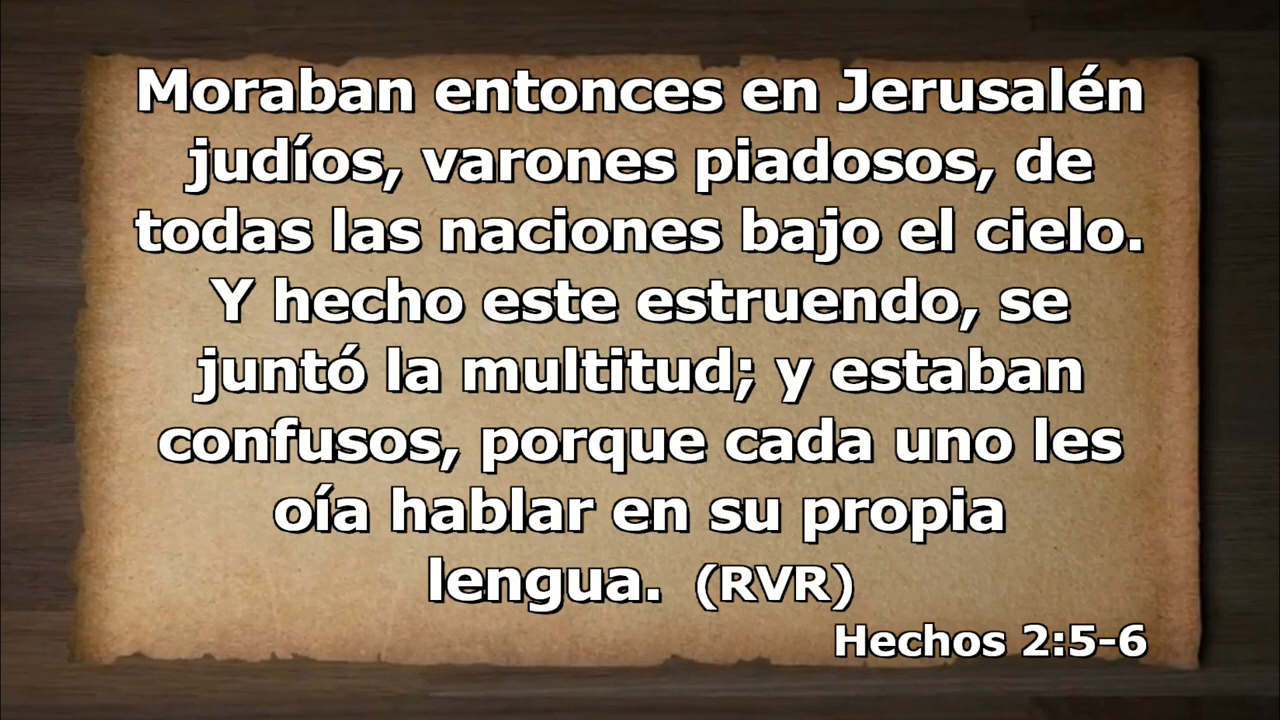 Moraban entonces en Jerusalén
judíos, varones piadosos, de
todas las naciones bajo el cielo.
Y hecho este estruendo, se
juntó la multitud; y estaban
confusos, porque cada uno les
oía hablar en su propia
lengua. (RVR)
Hechos 2:5-6